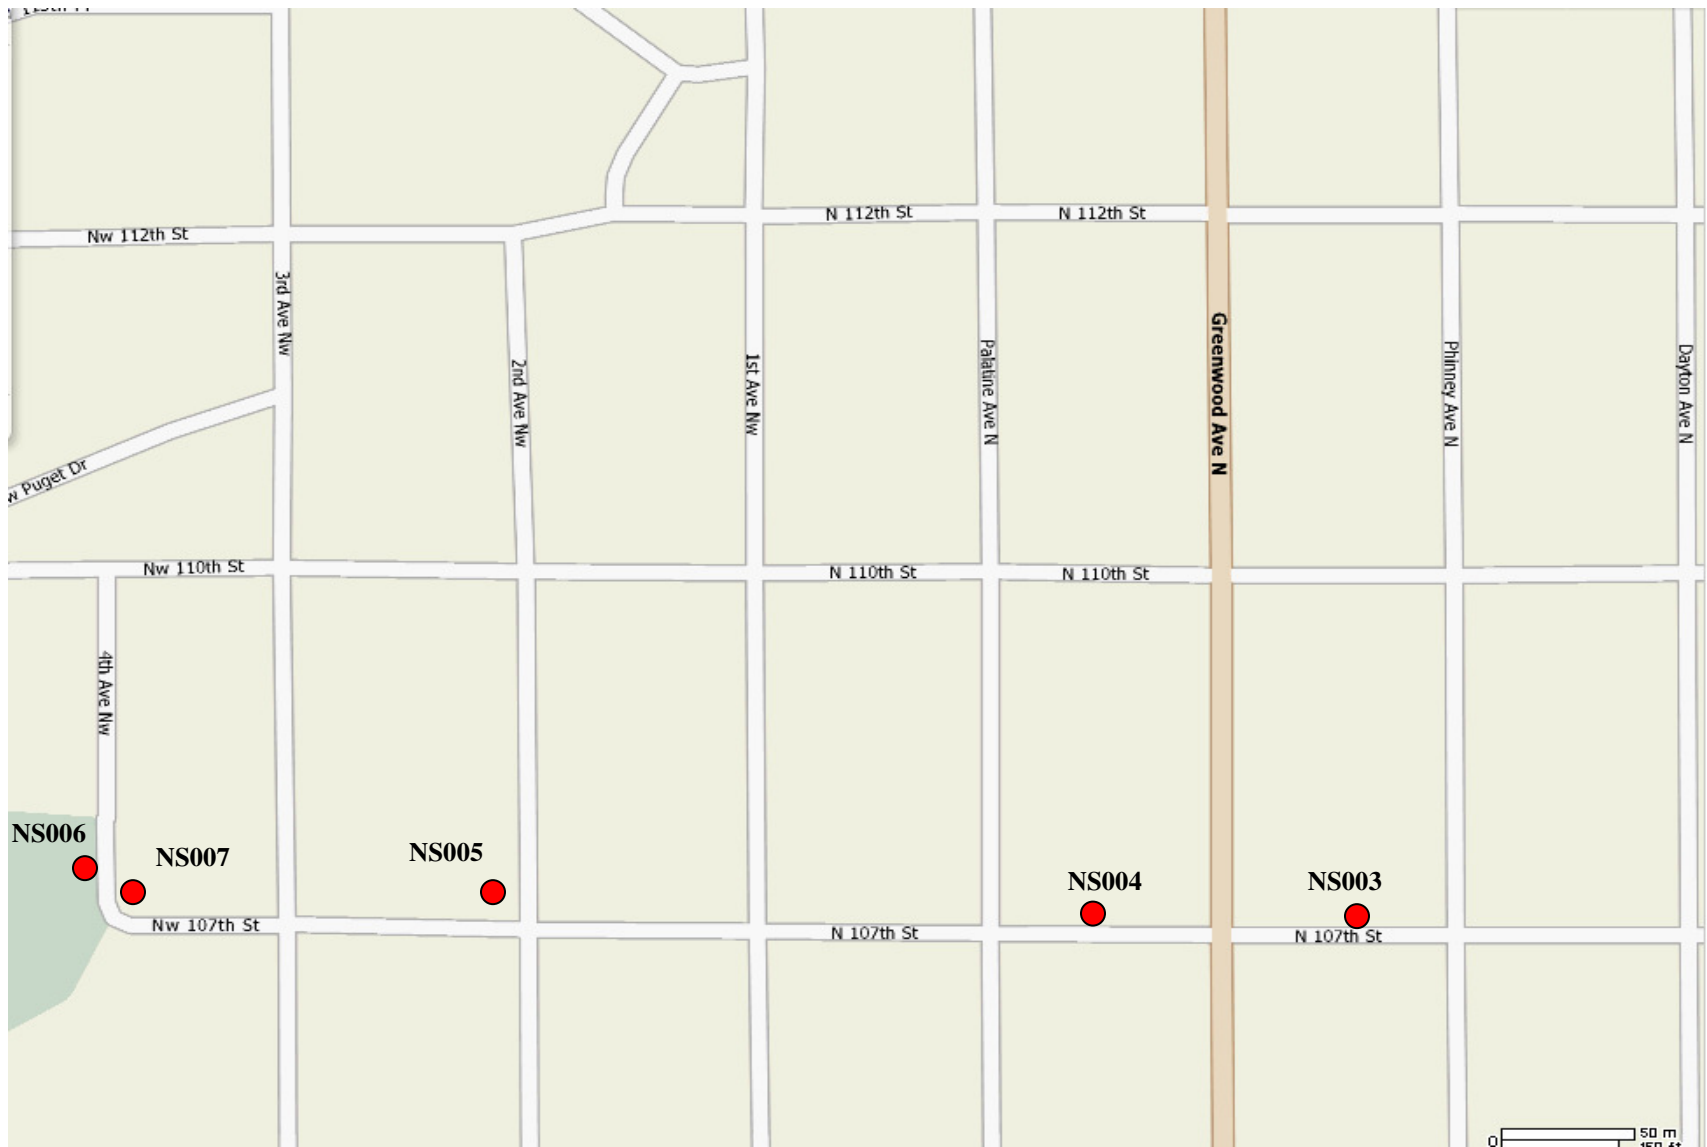 N 112th St
N 112th St
Nw 112th St
3rd Ave Nw
2nd Ave Nw
1st Ave Nw
Palatine Ave N
Greenwood Ave N
Phinney Ave N
Dayton Ave N
w Puget Dr
Nw 110th St
N 110th St
N 110th St
4th Ave Nw
NS006
NS007
NS005
NS004
NS003
Nw 107th St
N 107th St
N 107th St
50 m
0